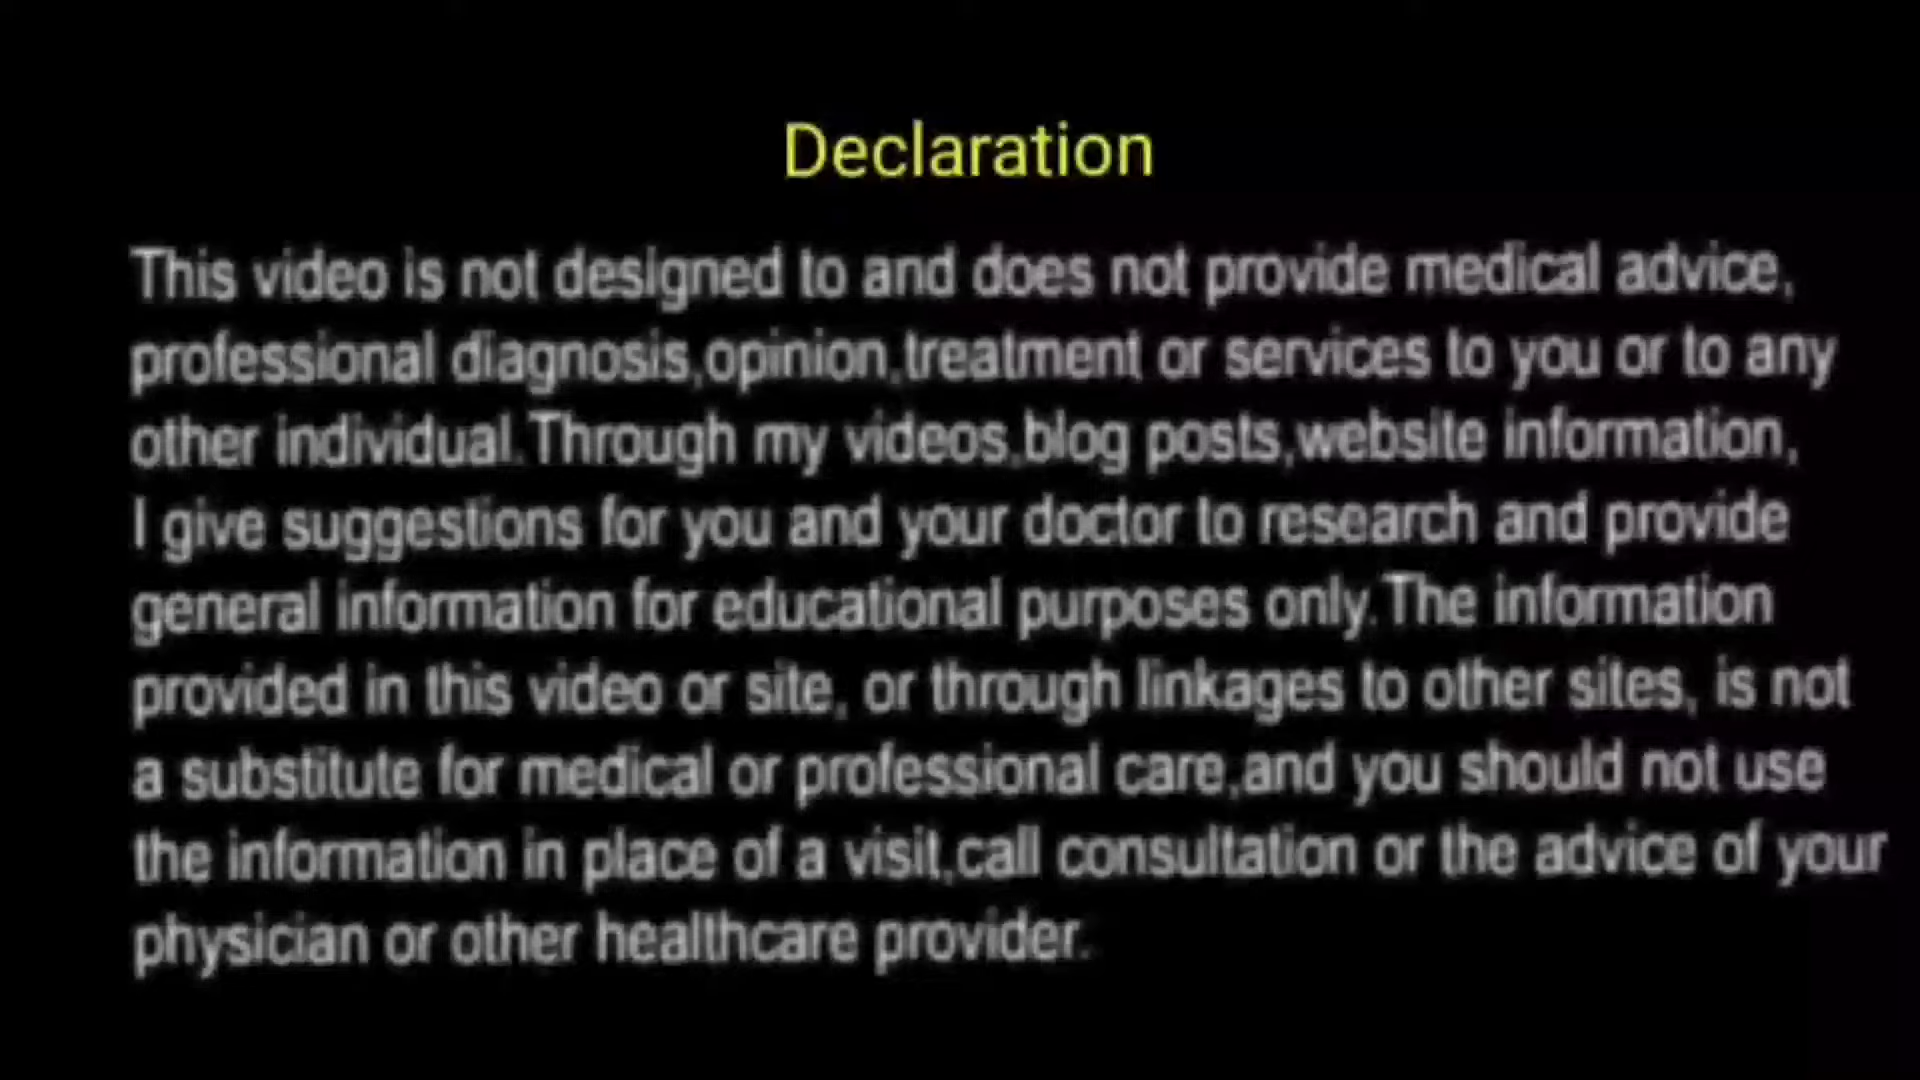 Declaration
This video is not designed to and does not provide medical advice,
professional diagnosis,opinion,treatment or services to you or to any
other individual.Through my videos,blog posts,website information,
I give suggestions for you and your doctor to research and provide
general information for educational purposes only.The information
provided in this video or site, or through linkages to other sites, is not
a substitute for medical or professional care,and you should not use
the information in place of a visit,call consultation or the advice of your
physician or other healthcare provider.